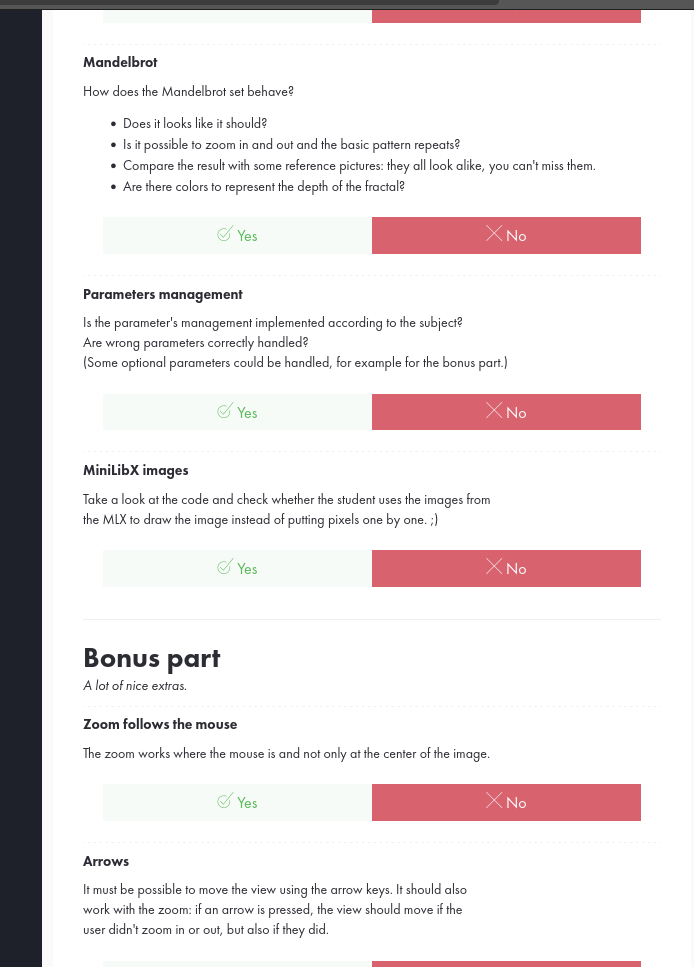 Mandelbrot
How does the Mandelbrot set behave?
• Does it looks like it should?
• Is it possible to zoom in and out and the basic pattern repeats?
• Compare the result with some reference pictures: they all look alike, you can't miss them.
• Are there colors to represent the depth of the fractal?
Yes No
Parameters management
Is the parameter's management implemented according to the subject?
Are wrong parameters correctly handled?
(Some optional parameters could be handled, for example for the bonus part.)
Yes No
MiniLibX images
Take a look at the code and check whether the student uses the images from
the MLX to draw the image instead of putting pixels one by one. ;)
Yes No
Bonus part
A lot of nice extras.
Zoom follows the mouse
The zoom works where the mouse is and not only at the center of the image.
Yes No
Arrows
It must be possible to move the view using the arrow keys. It should also
work with the zoom: if an arrow is pressed, the view should move if the
user didn't zoom in or out, but also if they did.